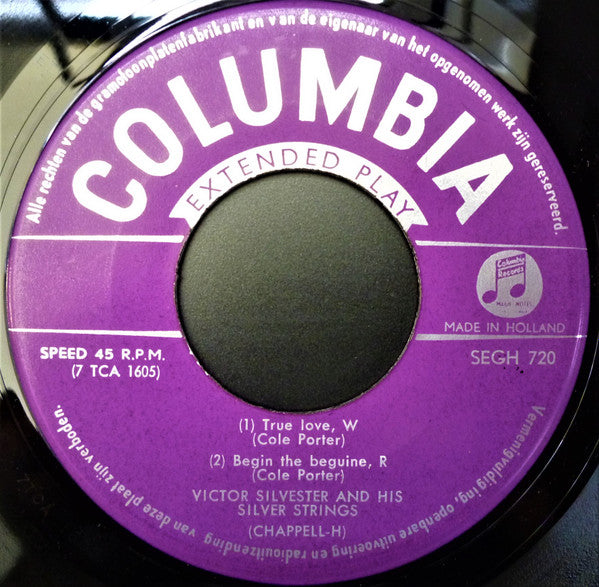 Alle rechten van de gramofoonplatenfabrikant en van de eigenaar van het opgenomen werk zijn gereserveerd.
COLUMBIA
EXTENDED PLAY
Columbia
Records
MAGIC NOTES
MADE IN HOLLAND
SPEED 45 R.P.M.
(7 TCA 1605)
SEGH 720
(1) True love, W
(Cole Porter)
(2) Begin the beguine, R
(Cole Porter)
VICTOR SILVESTER AND HIS
SILVER STRINGS
(CHAPPELL-H)
Vermenigvuldiging, openbare uitvoering en radiouitzending van deze plaat zijn verboden.